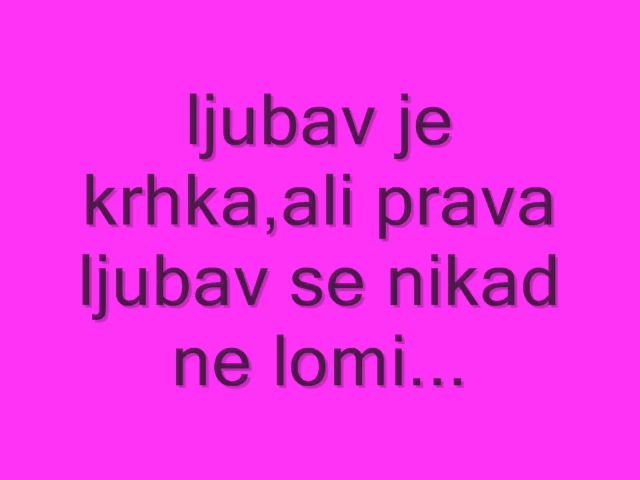 ljubav je
krhka,ali prava
ljubav se nikad
ne lomi...